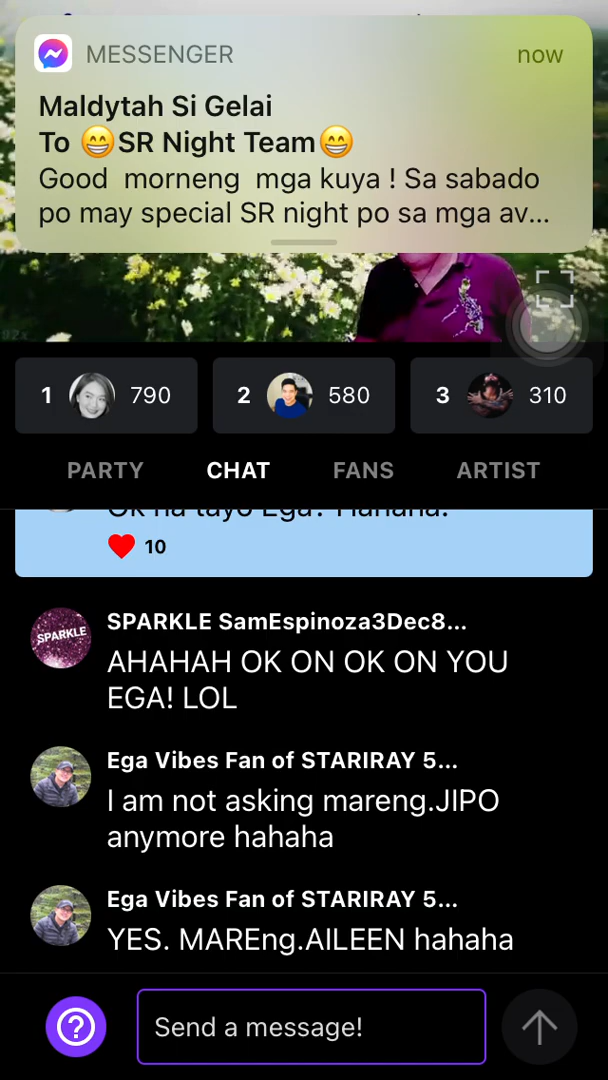 MESSENGER now
Maldytah Si Gelai
To 😁SR Night Team😁
Good morneng mga kuya ! Sa sabado
po may special SR night po sa mga av...
1 790 2 580 3 310
PARTY CHAT FANS ARTIST
Ok na tayo Ega? Hahaha!
10
SPARKLE
SPARKLE SamEspinoza3Dec8...
AHAHAH OK ON OK ON YOU
EGA! LOL
Ega Vibes Fan of STARIRAY 5...
I am not asking mareng.JIPO
anymore hahaha
Ega Vibes Fan of STARIRAY 5...
YES. MAREng.AILEEN hahaha
Send a message!